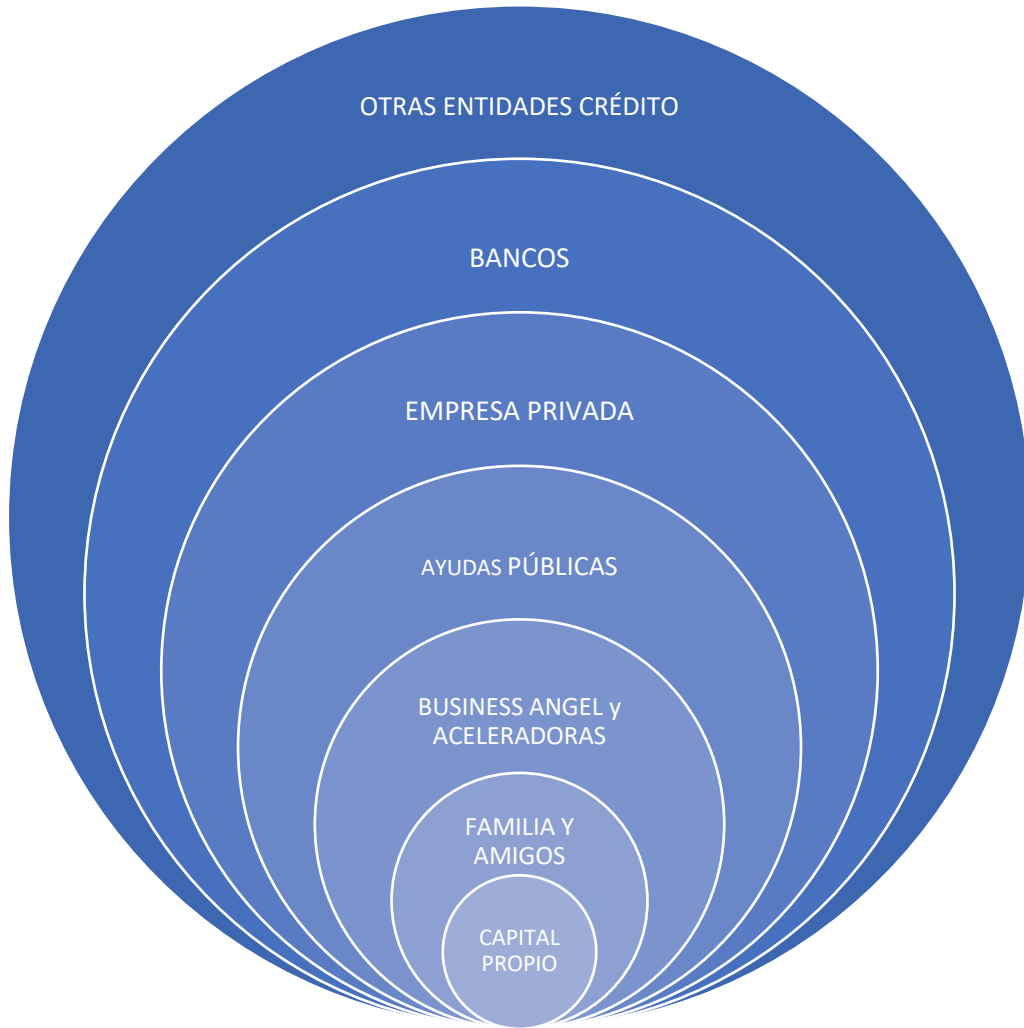 OTRAS ENTIDADES CRÉDITO
BANCOS
EMPRESA PRIVADA
AYUDAS PÚBLICAS
BUSINESS ANGEL y
ACELERADORAS
FAMILIA Y
AMIGOS
CAPITAL
PROPIO